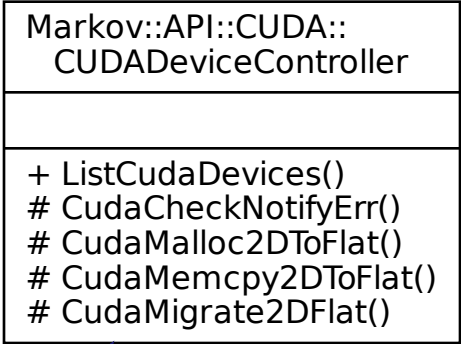 Markov::API::CUDA::
CUDADeviceController
+ ListCudaDevices()
# CudaCheckNotifyErr()
# CudaMalloc2DToFlat()
# CudaMemcpy2DToFlat()
# CudaMigrate2DFlat()